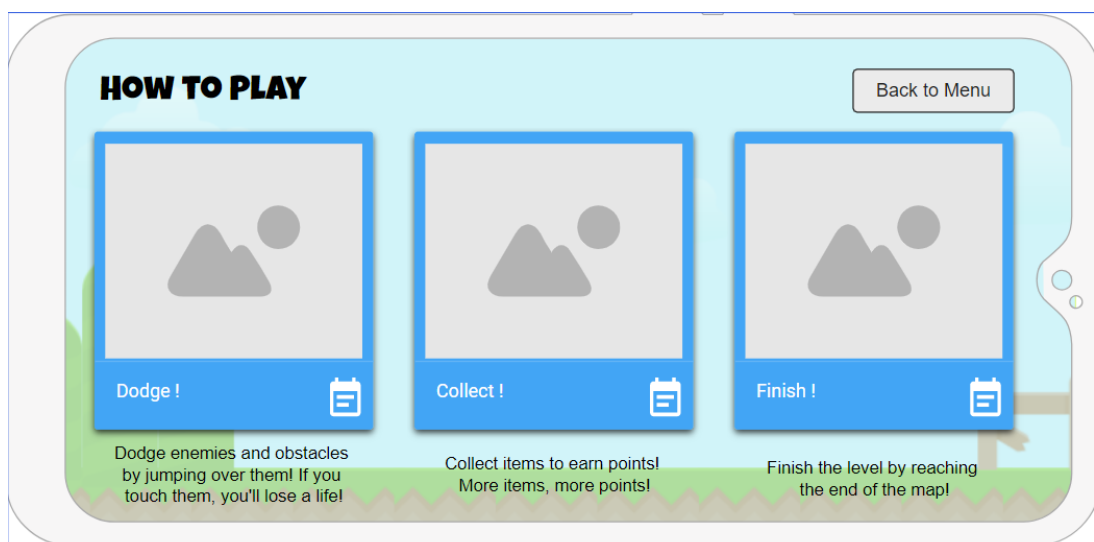 HOW TO PLAY
Back to Menu
Dodge !
Collect !
Finish !
Dodge enemies and obstacles
by jumping over them! If you
touch them, you'll lose a life!
Collect items to earn points!
More items, more points!
Finish the level by reaching
the end of the map!